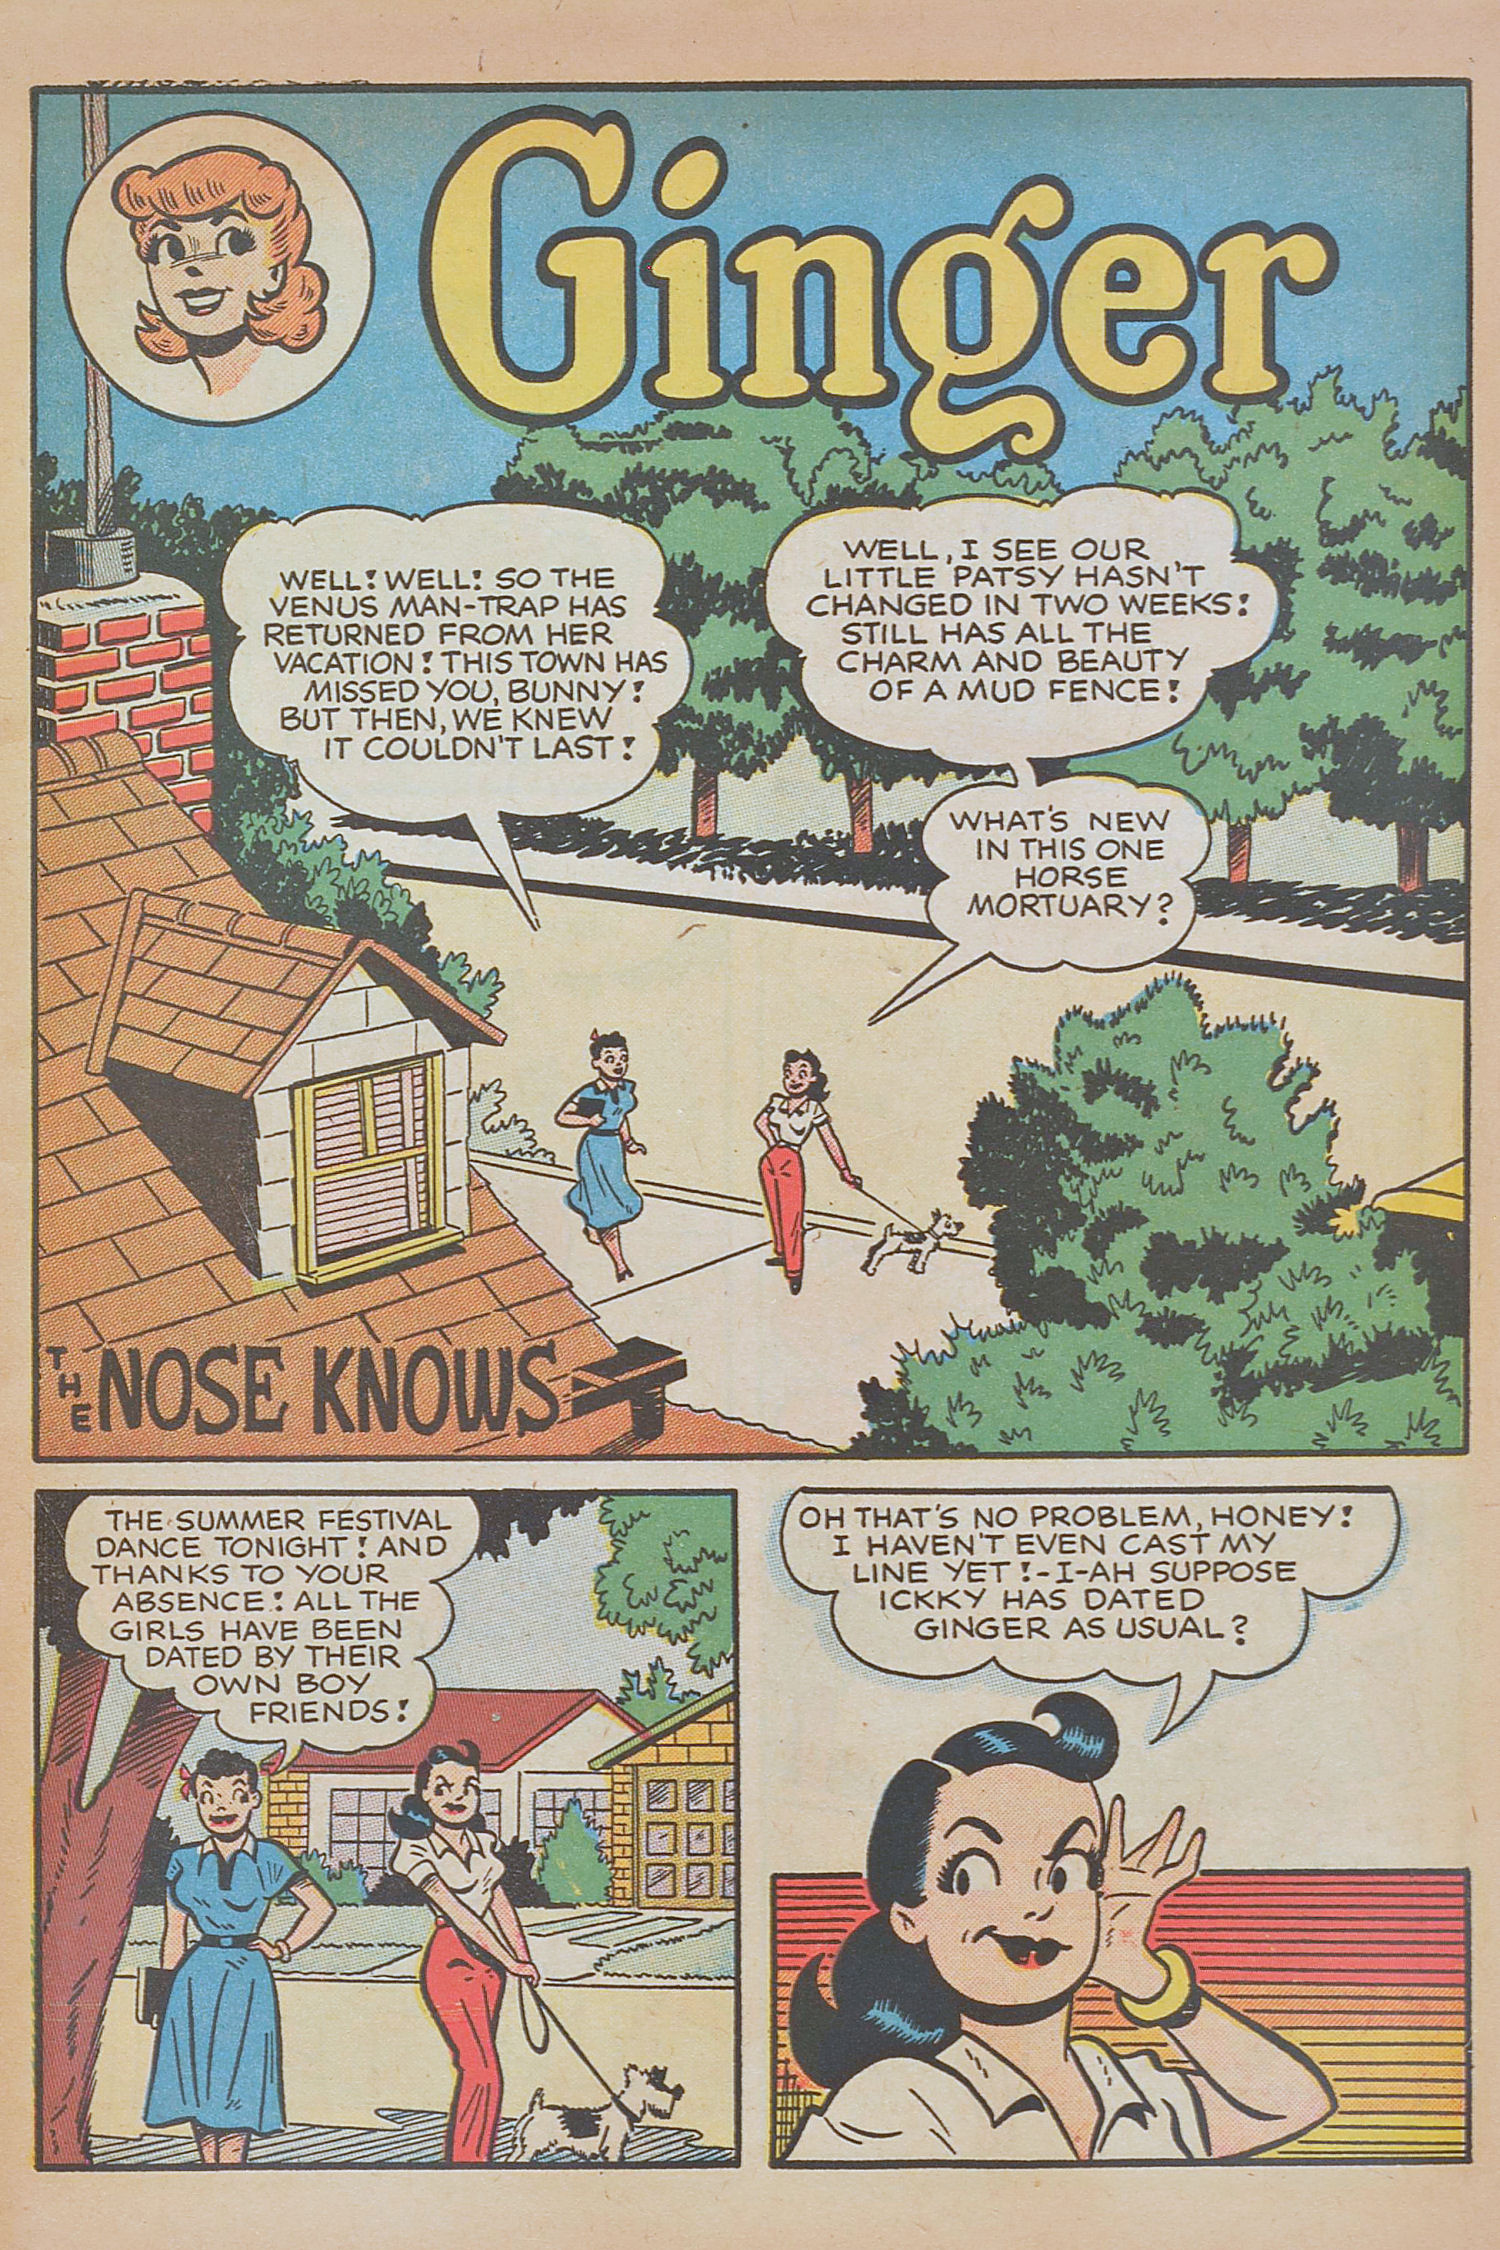 Ginger
WELL! WELL! SO THE
VENUS MAN-TRAP HAS
RETURNED FROM HER
VACATION! THIS TOWN HAS
MISSED YOU, BUNNY!
BUT THEN, WE KNEW
IT COULDN'T LAST!
WELL, I SEE OUR
LITTLE PATSY HASN'T
CHANGED IN TWO WEEKS!
STILL HAS ALL THE
CHARM AND BEAUTY
OF A MUD FENCE!
WHAT'S NEW
IN THIS ONE
HORSE
MORTUARY?
THE NOSE KNOWS
THE SUMMER FESTIVAL
DANCE TONIGHT! AND
THANKS TO YOUR
ABSENCE! ALL THE
GIRLS HAVE BEEN
DATED BY THEIR
OWN BOY
FRIENDS!
OH THAT'S NO PROBLEM, HONEY!
I HAVEN'T EVEN CAST MY
LINE YET!-I-AH SUPPOSE
ICKKY HAS DATED
GINGER AS USUAL?